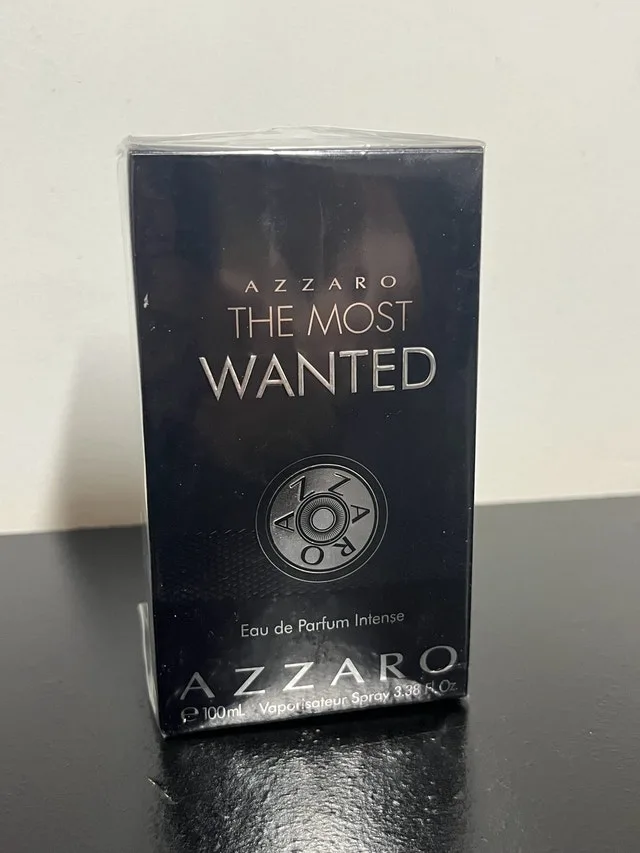 AZZARO
THE MOST
WANTED
AZZARO
Eau de Parfum Intense
AZZARO
℮ 100mL Vaporisateur Spray 3.38 Fl. Oz.